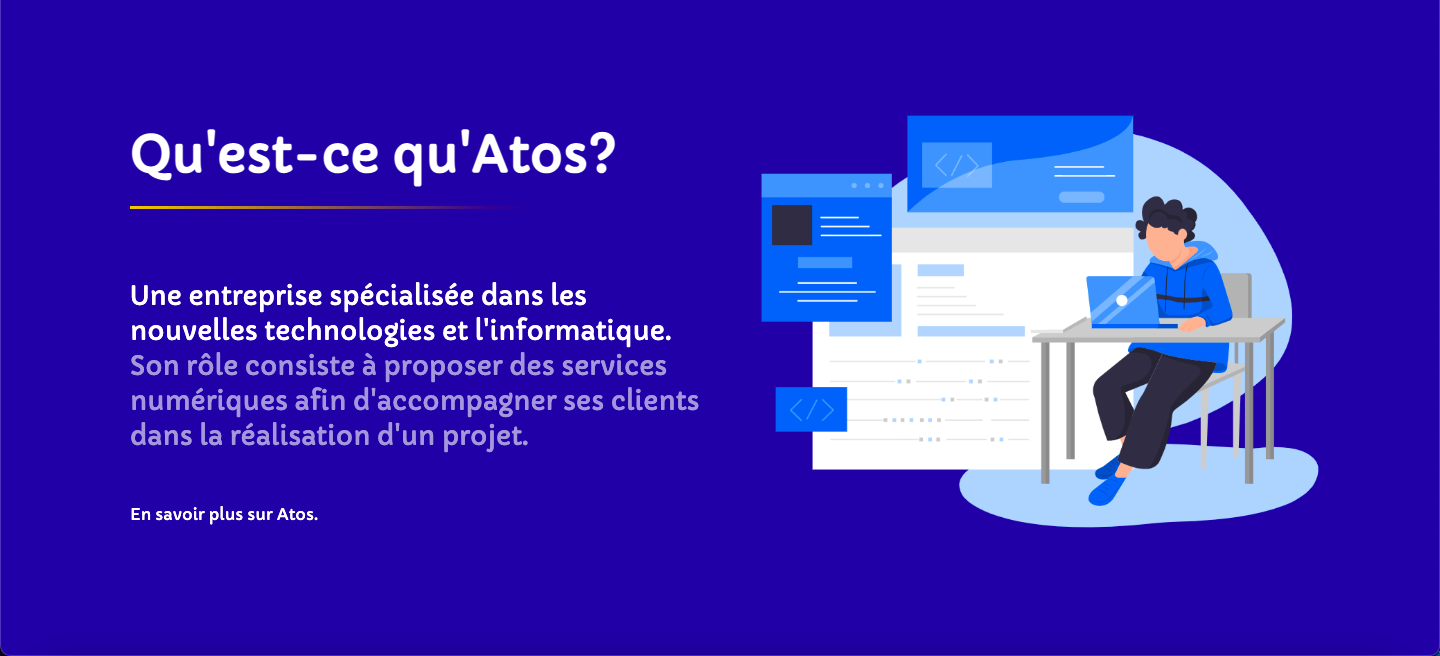 Qu'est-ce qu'Atos?
Une entreprise spécialisée dans les
nouvelles technologies et l'informatique.
Son rôle consiste à proposer des services
numériques afin d'accompagner ses clients
dans la réalisation d'un projet.
En savoir plus sur Atos.